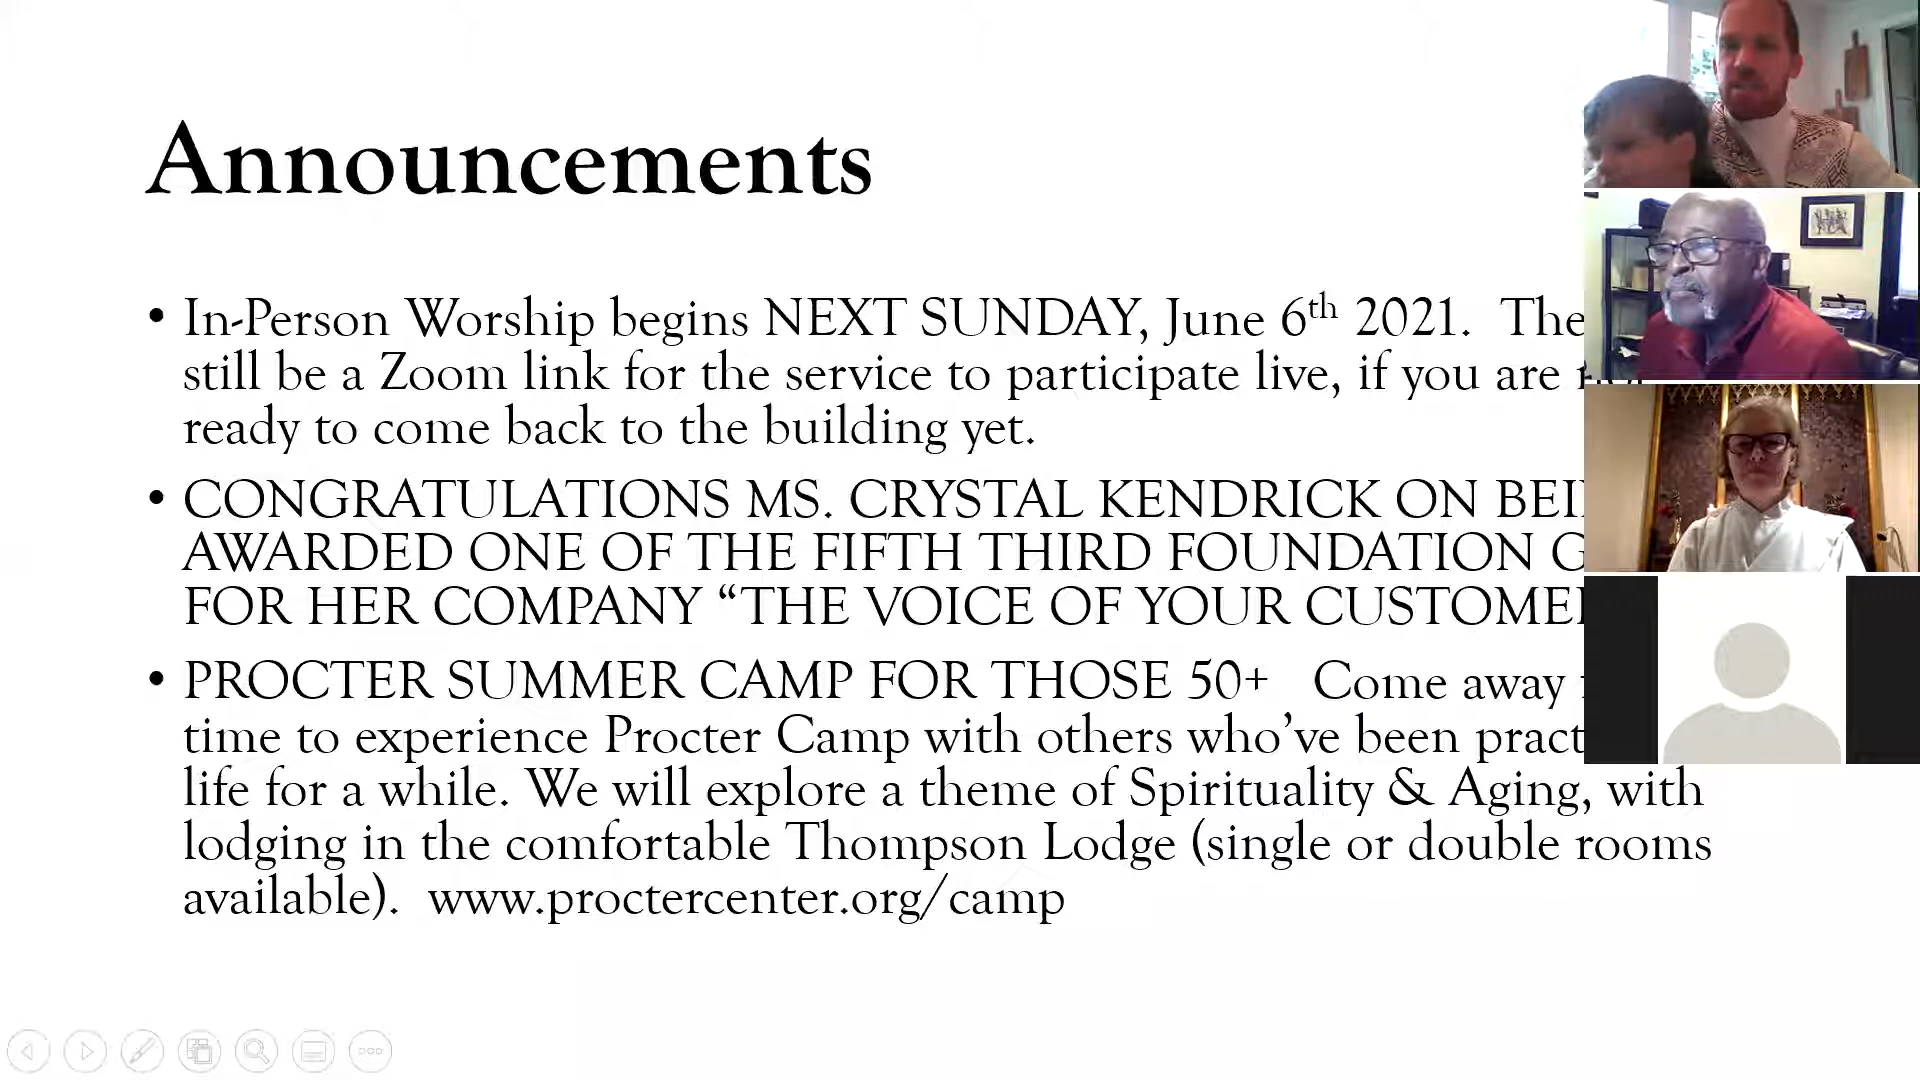 Announcements
• In-Person Worship begins NEXT SUNDAY, June 6th 2021. The
still be a Zoom link for the service to participate live, if you are
ready to come back to the building yet.
• CONGRATULATIONS MS. CRYSTAL KENDRICK ON
AWARDED ONE OF THE FIFTH THIRD FOUNDATION
FOR HER COMPANY “THE VOICE OF YOUR
• PROCTER SUMMER CAMP FOR THOSE 50+ Come away
time to experience Procter Camp with others who’ve been
life for a while. We will explore a theme of Spirituality & Aging, with
lodging in the comfortable Thompson Lodge (single or double rooms
available). www.proctercenter.org/camp